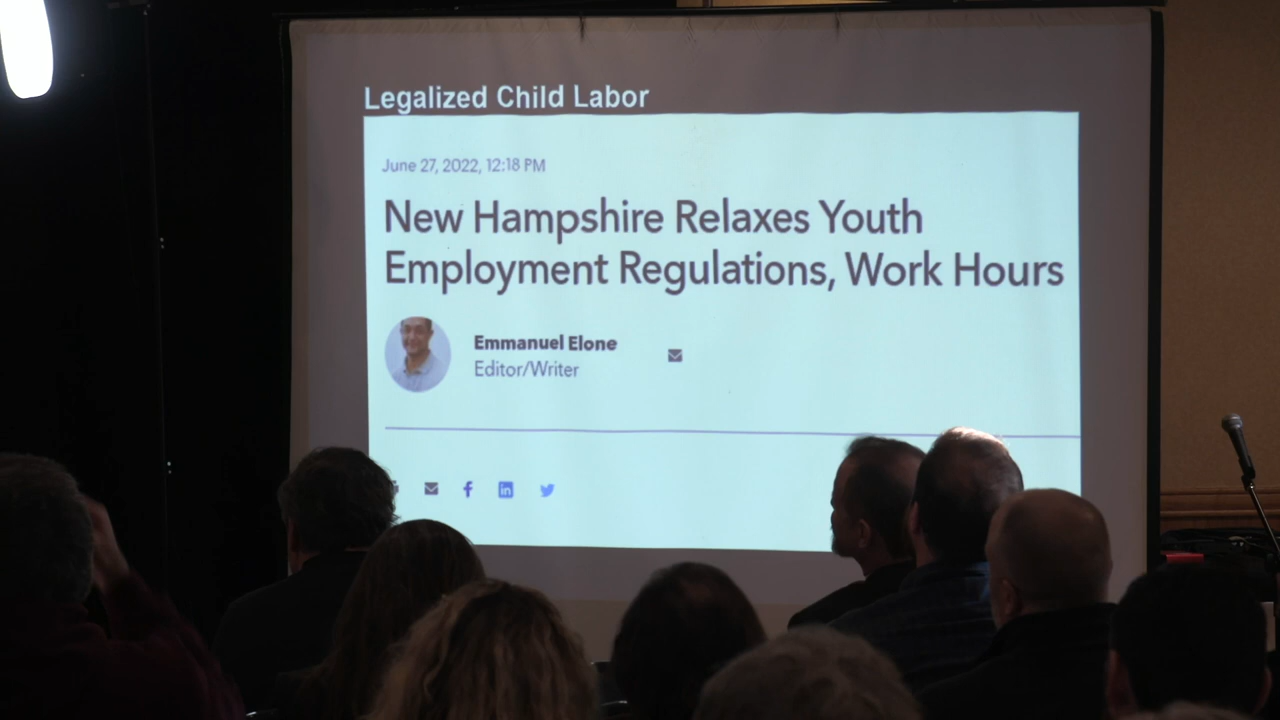 Legalized Child Labor
June 27, 2022, 12:18 PM
New Hampshire Relaxes Youth
Employment Regulations, Work Hours
Emmanuel Elone
Editor/Writer